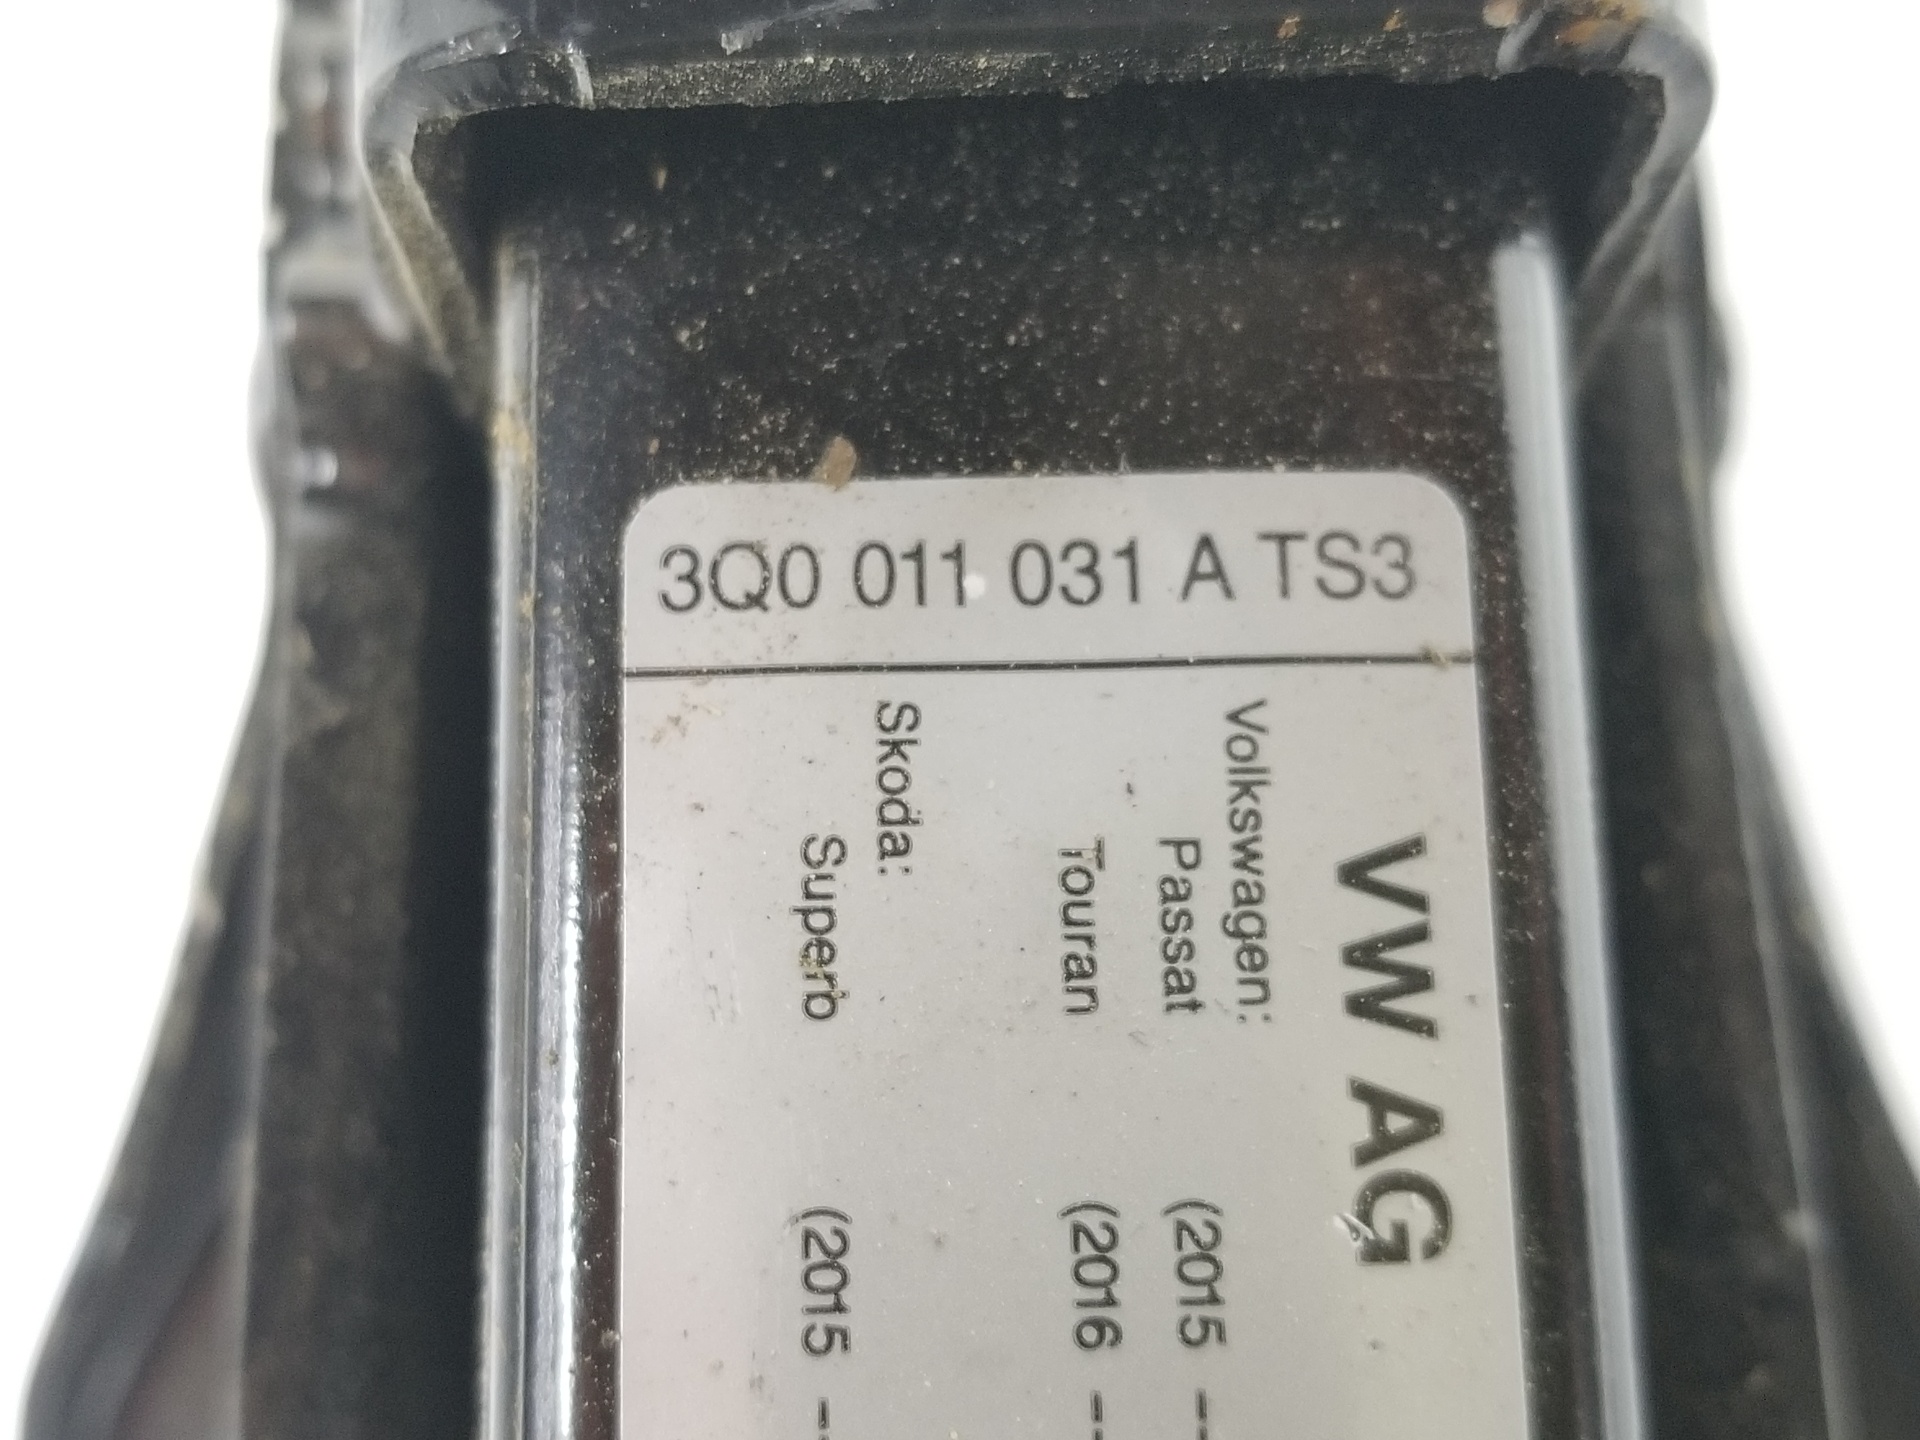 3Q0 011 031 A TS3
VW AG
Volkswagen:
Passat (2015 --
Touran (2016 --
Skoda:
Superb (2015 --